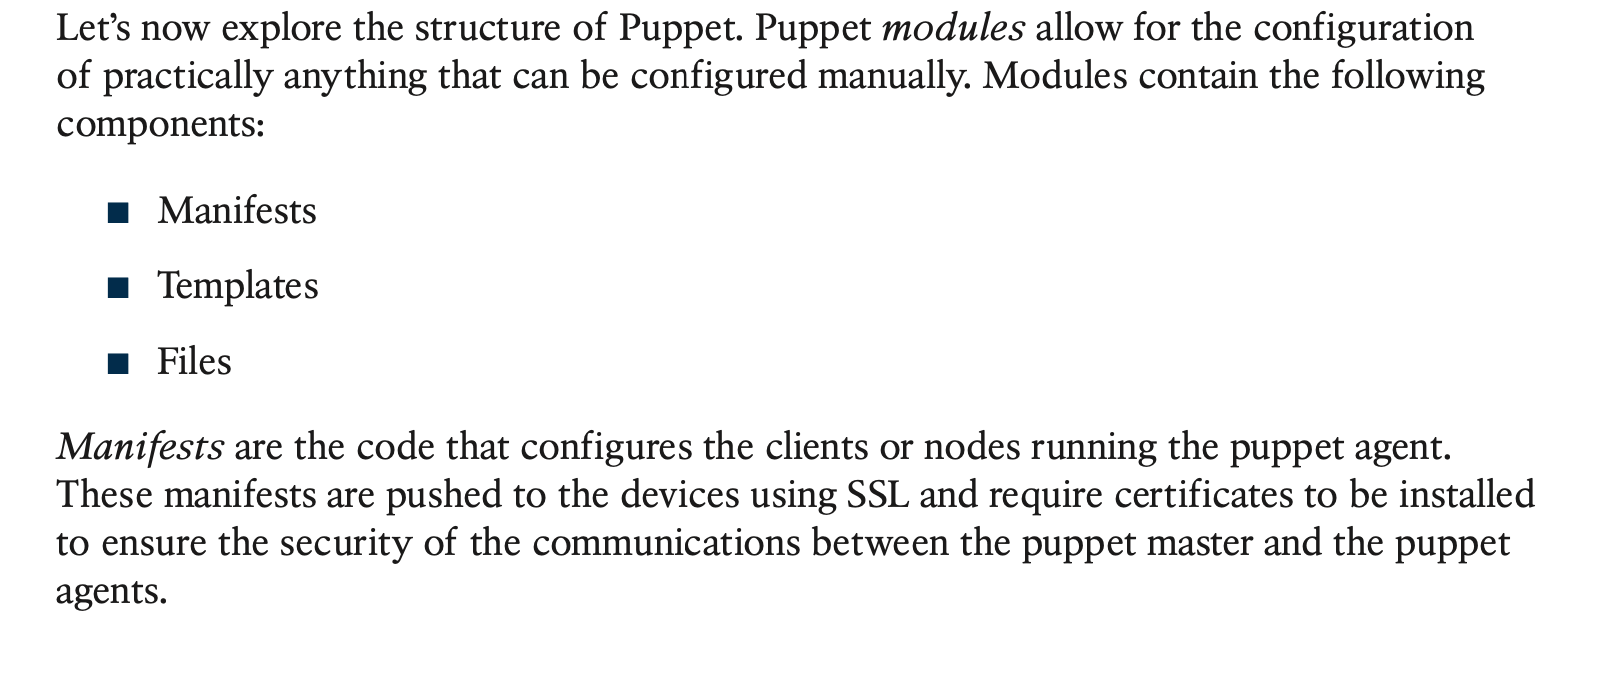 Let’s now explore the structure of Puppet. Puppet modules allow for the configuration
of practically anything that can be configured manually. Modules contain the following
components:
■ Manifests
■ Templates
■ Files
Manifests are the code that configures the clients or nodes running the puppet agent.
These manifests are pushed to the devices using SSL and require certificates to be installed
to ensure the security of the communications between the puppet master and the puppet
agents.